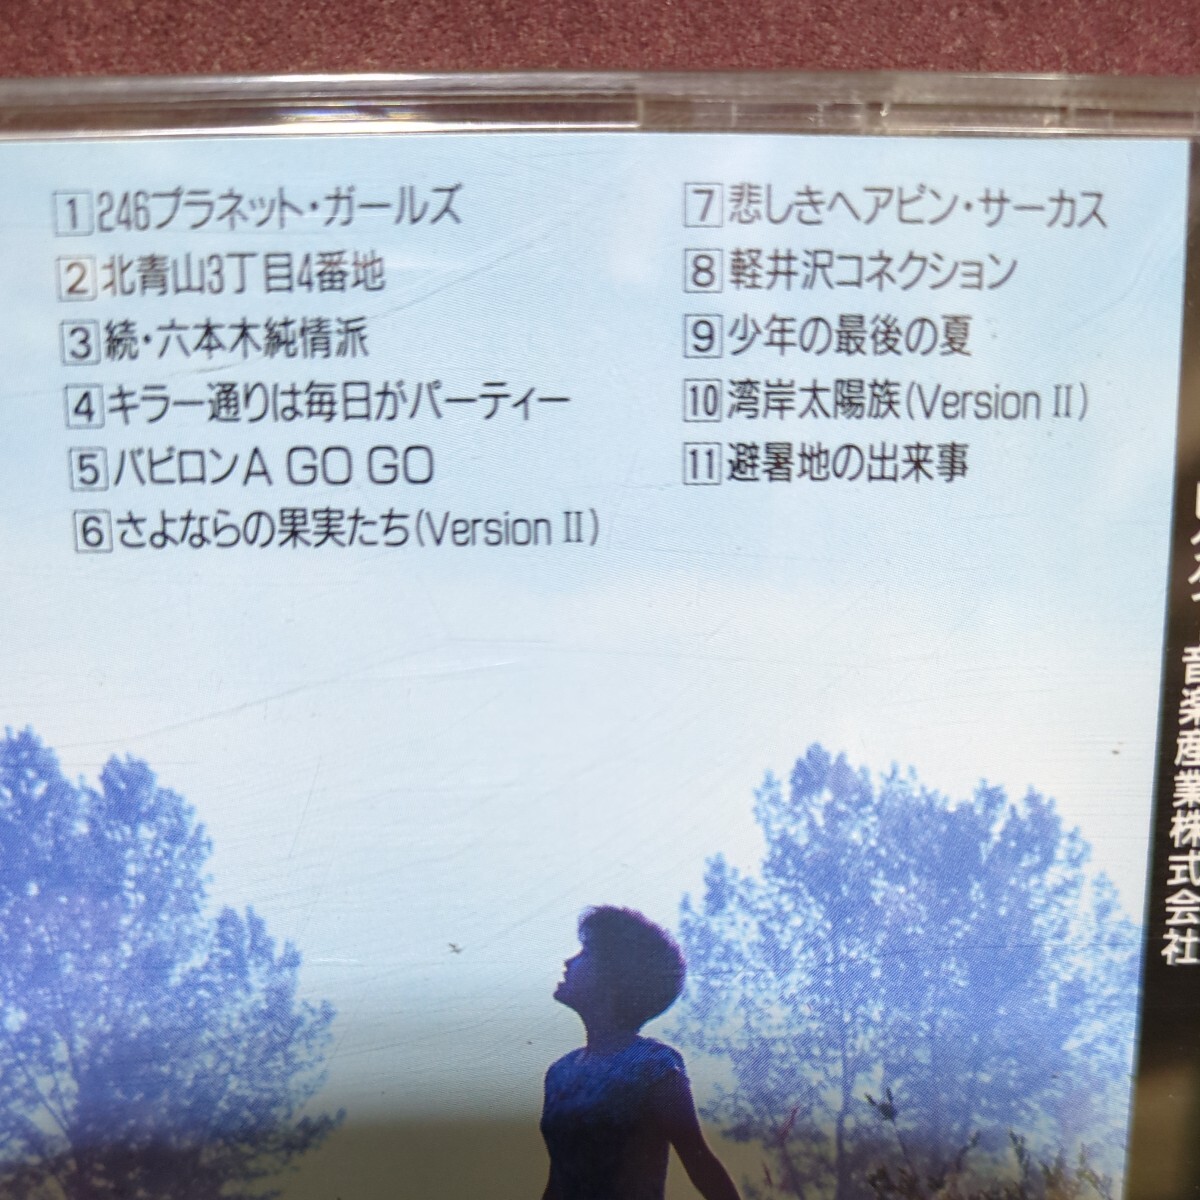 1 246プラネット・ガールズ
2 北青山3丁目4番地
3 続・六本木純情派
4 キラー通りは毎日がパーティー
5 バビロンA GO GO
6 さよならの果実たち(Version II)
7 悲しきヘアピン・サーカス
8 軽井沢コネクション
9 少年の最後の夏
10 湾岸太陽族(Version II)
11 避暑地の出来事
音楽産業株式会社